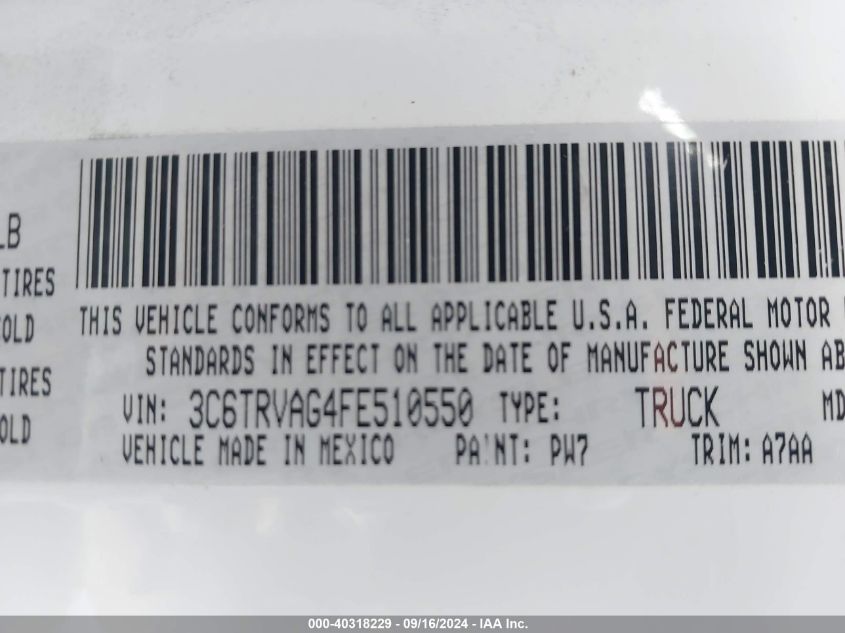 LB
TIRES
COLD
TIRES
COLD
THIS VEHICLE CONFORMS TO ALL APPLICABLE U.S.A. FEDERAL MOTOR
STANDARDS IN EFFECT ON THE DATE OF MANUFACTURE SHOWN AB
VIN: 3C6TRVAG4FE510550 TYPE: TRUCK MD
VEHICLE MADE IN MEXICO PAINT: PW7 TRIM: A7AA
000-40318229 - 09/16/2024 - IAA Inc.